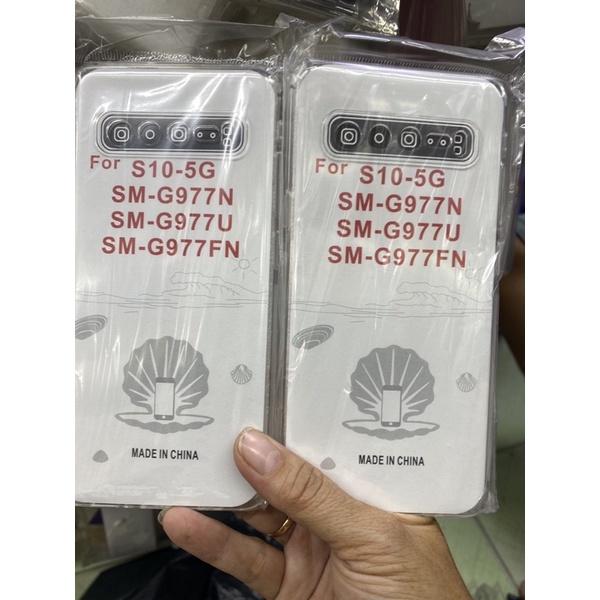 For S10-5G
SM-G977N
SM-G977U
SM-G977FN
MADE IN CHINA
For S10-5G
SM-G977N
SM-G977U
SM-G977FN
MADE IN CHINA